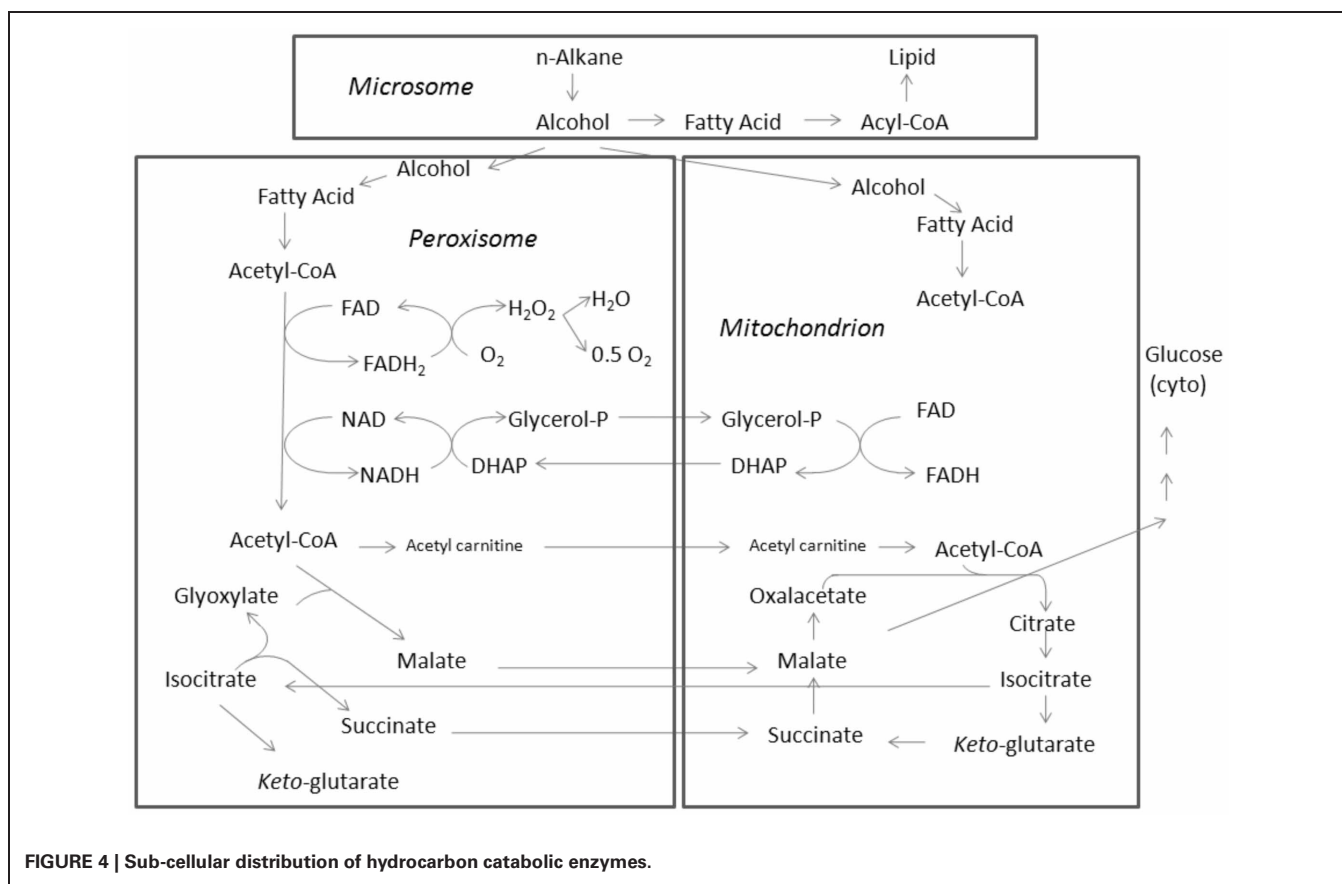 n-Alkane
Lipid
Microsome
Alcohol
Fatty Acid
Acyl-CoA
Alcohol
Fatty Acid
Peroxisome
Acetyl-CoA
FAD
H₂O₂
H₂O
FADH₂
O₂
0.5 O₂
NAD
Glycerol-P
NADH
DHAP
Acetyl-CoA
Acetyl carnitine
Glyoxylate
Malate
Isocitrate
Succinate
Keto-glutarate
Alcohol
Fatty Acid
Acetyl-CoA
Mitochondrion
Glycerol-P
FAD
DHAP
FADH
Acetyl carnitine
Acetyl-CoA
Oxalacetate
Citrate
Malate
Isocitrate
Succinate
Keto-glutarate
Glucose
(cyto)
FIGURE 4 | Sub-cellular distribution of hydrocarbon catabolic enzymes.